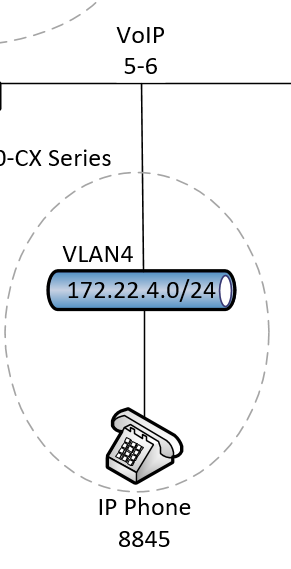 VoIP
5-6
0-CX Series
VLAN4
172.22.4.0/24
IP Phone
8845